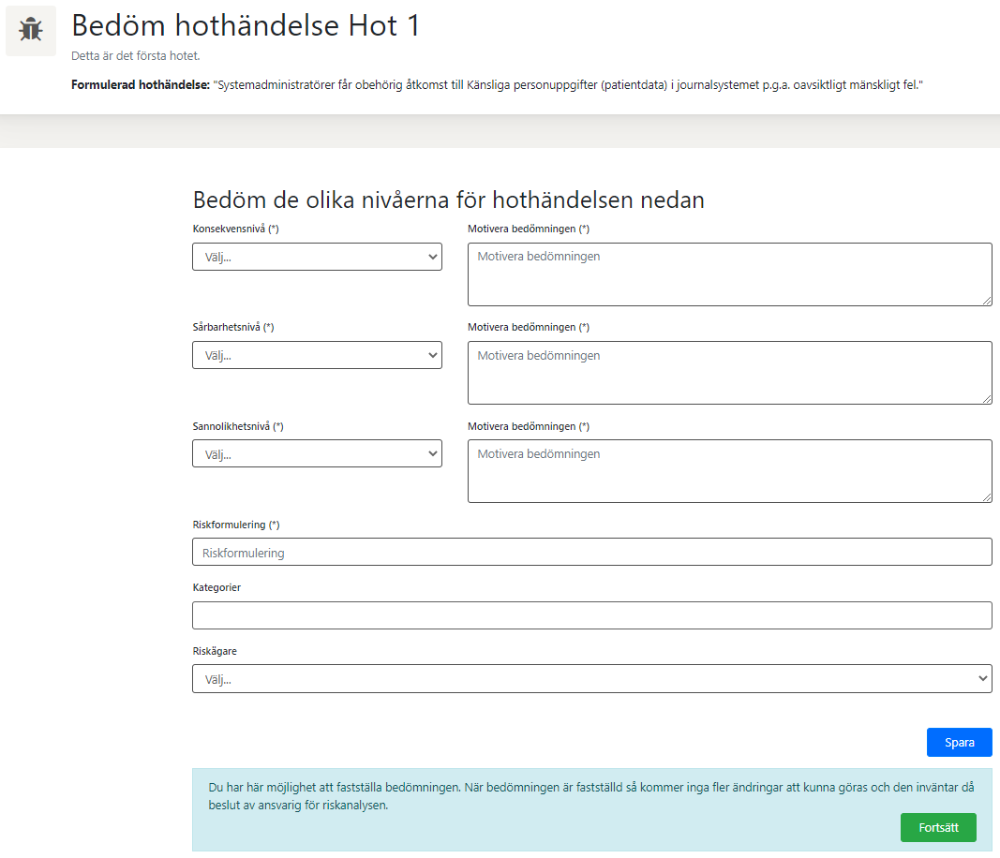 Bedöm hothändelse Hot 1
Detta är det första hotet.
Formulerad hothändelse: "Systemadministratörer får obehörig åtkomst till Känsliga personuppgifter (patientdata) i journalsystemet p.g.a. oavsiktligt mänskligt fel."
Bedöm de olika nivåerna för hothändelsen nedan
Konsekvensnivå (*) Motivera bedömningen (*)
Välj... Motivera bedömningen
Sårbarhetsnivå (*) Motivera bedömningen (*)
Välj... Motivera bedömningen
Sannolikhetsnivå (*) Motivera bedömningen (*)
Välj... Motivera bedömningen
Riskformulering (*)
Riskformulering
Kategorier
Riskägare
Välj...
Spara
Du har här möjlighet att fastställa bedömningen. När bedömningen är fastställd så kommer inga fler ändringar att kunna göras och den inväntar då
beslut av ansvarig för riskanalysen.
Fortsätt